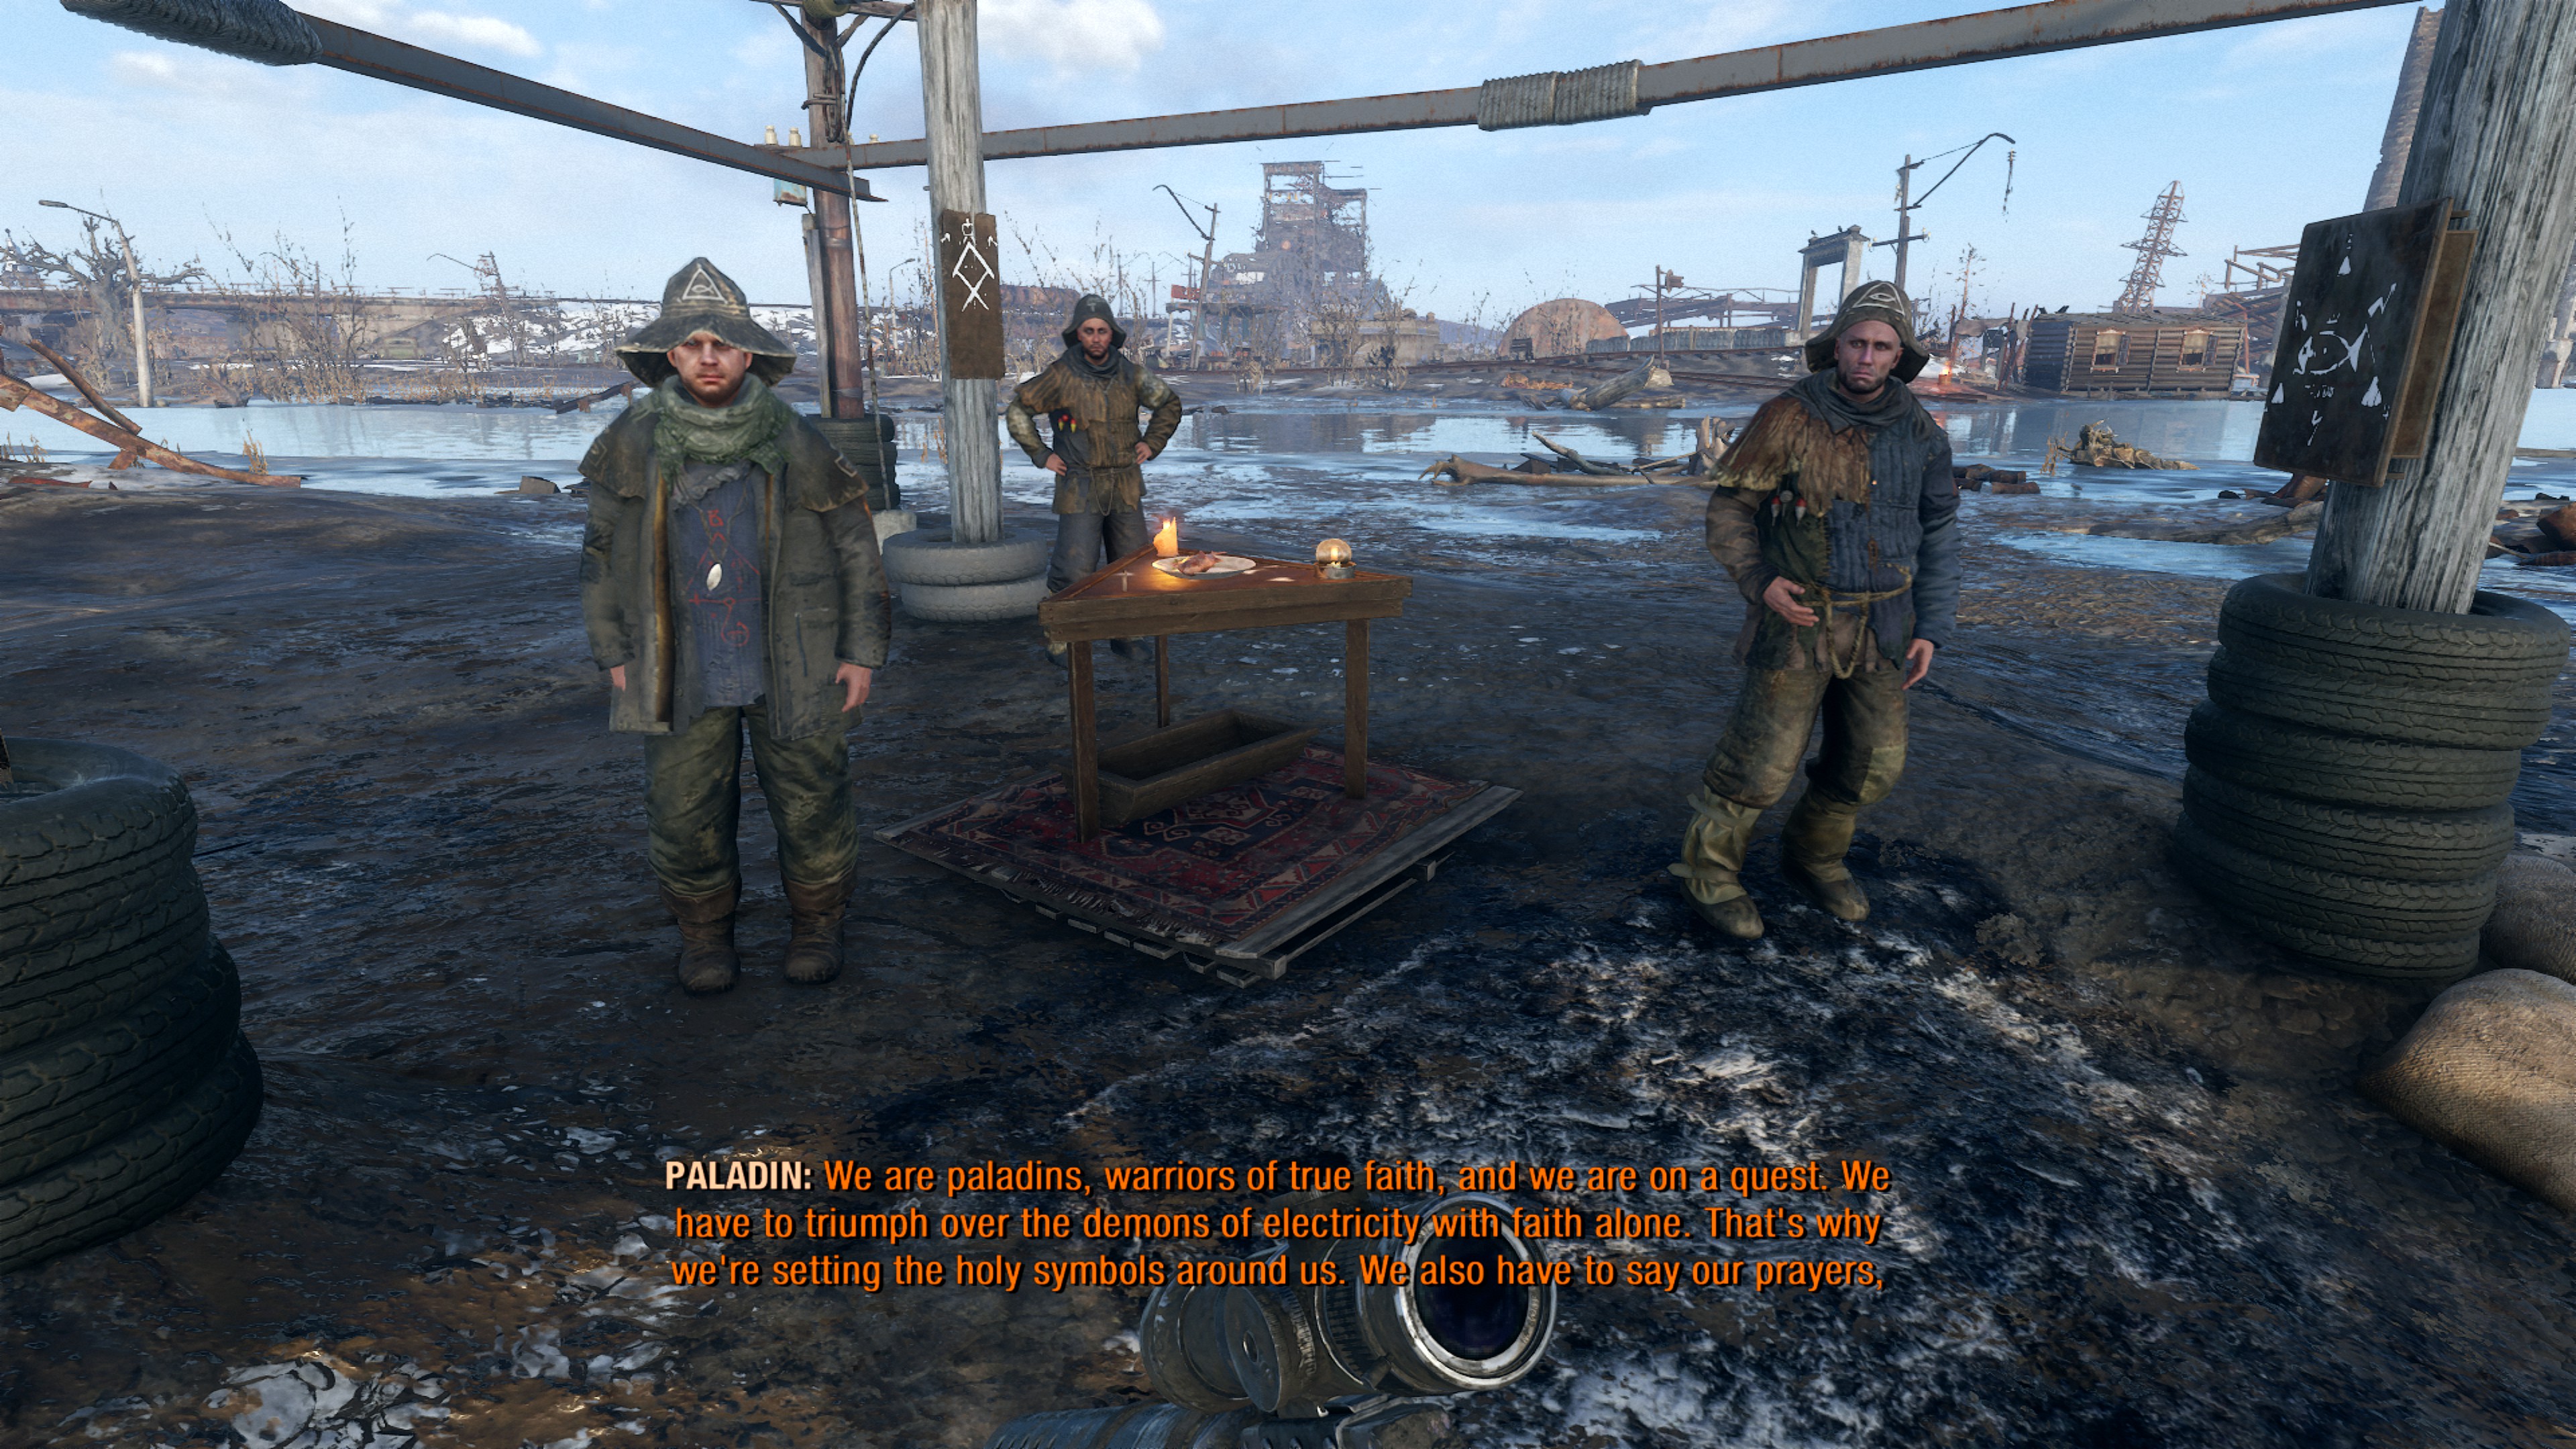 PALADIN: We are paladins, warriors of true faith, and we are on a quest. We
have to triumph over the demons of electricity with faith alone. That's why
we're setting the holy symbols around us. We also have to say our prayers,